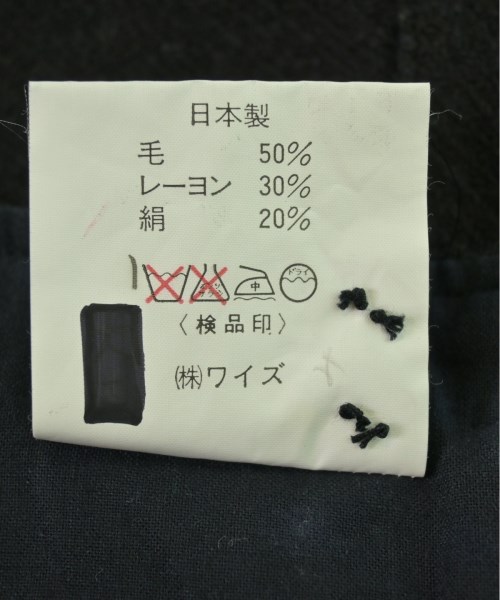 日本製
毛 50%
レーヨン 30%
絹 20%
中 ドライ
〈検品印〉
㈱ワイズ